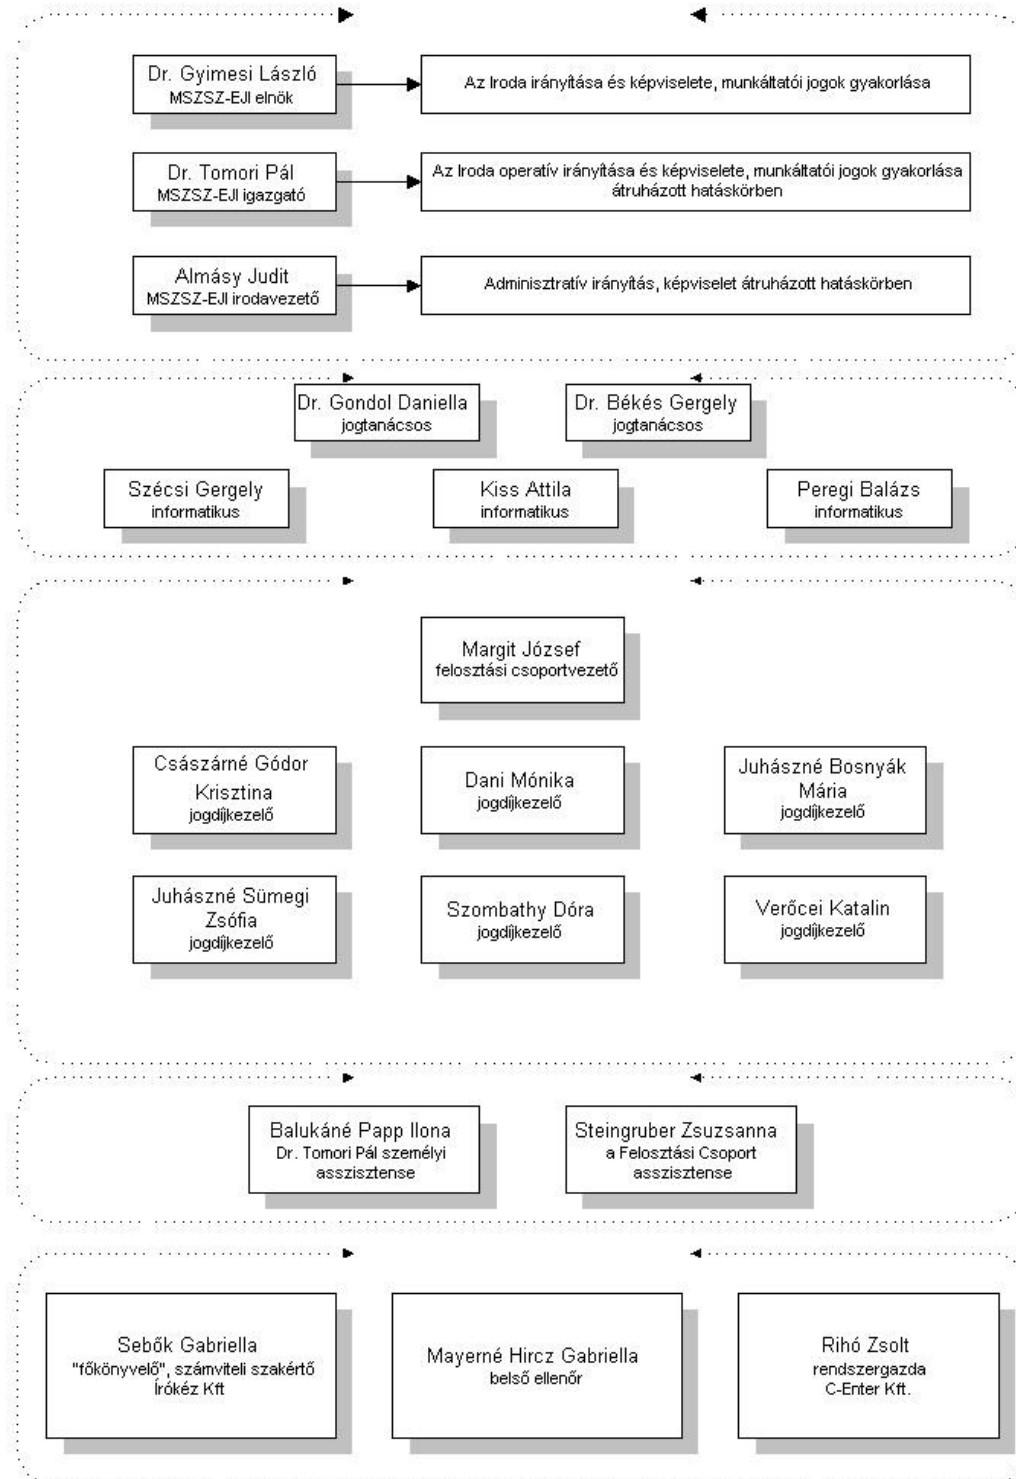 Dr. Gyimesi László
MSZSZ-EJI elnök
Az Iroda irányítása és képviselete, munkáltatói jogok gyakorlása
Dr. Tomori Pál
MSZSZ-EJI igazgató
Az Iroda operatív irányítása és képviselete, munkáltatói jogok gyakorlása
átruházott hatáskörben
Almásy Judit
MSZSZ-EJI irodavezető
Adminisztratív irányítás, képviselet átruházott hatáskörben
Dr. Gondol Daniella
jogtanácsos
Dr. Békés Gergely
jogtanácsos
Szécsi Gergely
informatikus
Kiss Attila
informatikus
Peregi Balázs
informatikus
Margit József
felosztási csoportvezető
Császárné Gódor
Krisztina
jogdíjkezelő
Dani Mónika
jogdíjkezelő
Juhászné Bosnyák
Mária
jogdíjkezelő
Juhászné Sümegi
Zsófia
jogdíjkezelő
Szombathy Dóra
jogdíjkezelő
Verőcei Katalin
jogdíjkezelő
Balukáné Papp Ilona
Dr. Tomori Pál személyi
asszisztense
Steingruber Zsuzsanna
a Felosztási Csoport
asszisztense
Sebők Gabriella
"főkönyvelő", számviteli szakértő
Írókéz Kft
Mayerné Hircz Gabriella
belső ellenőr
Rihó Zsolt
rendszergazda
C-Enter Kft.